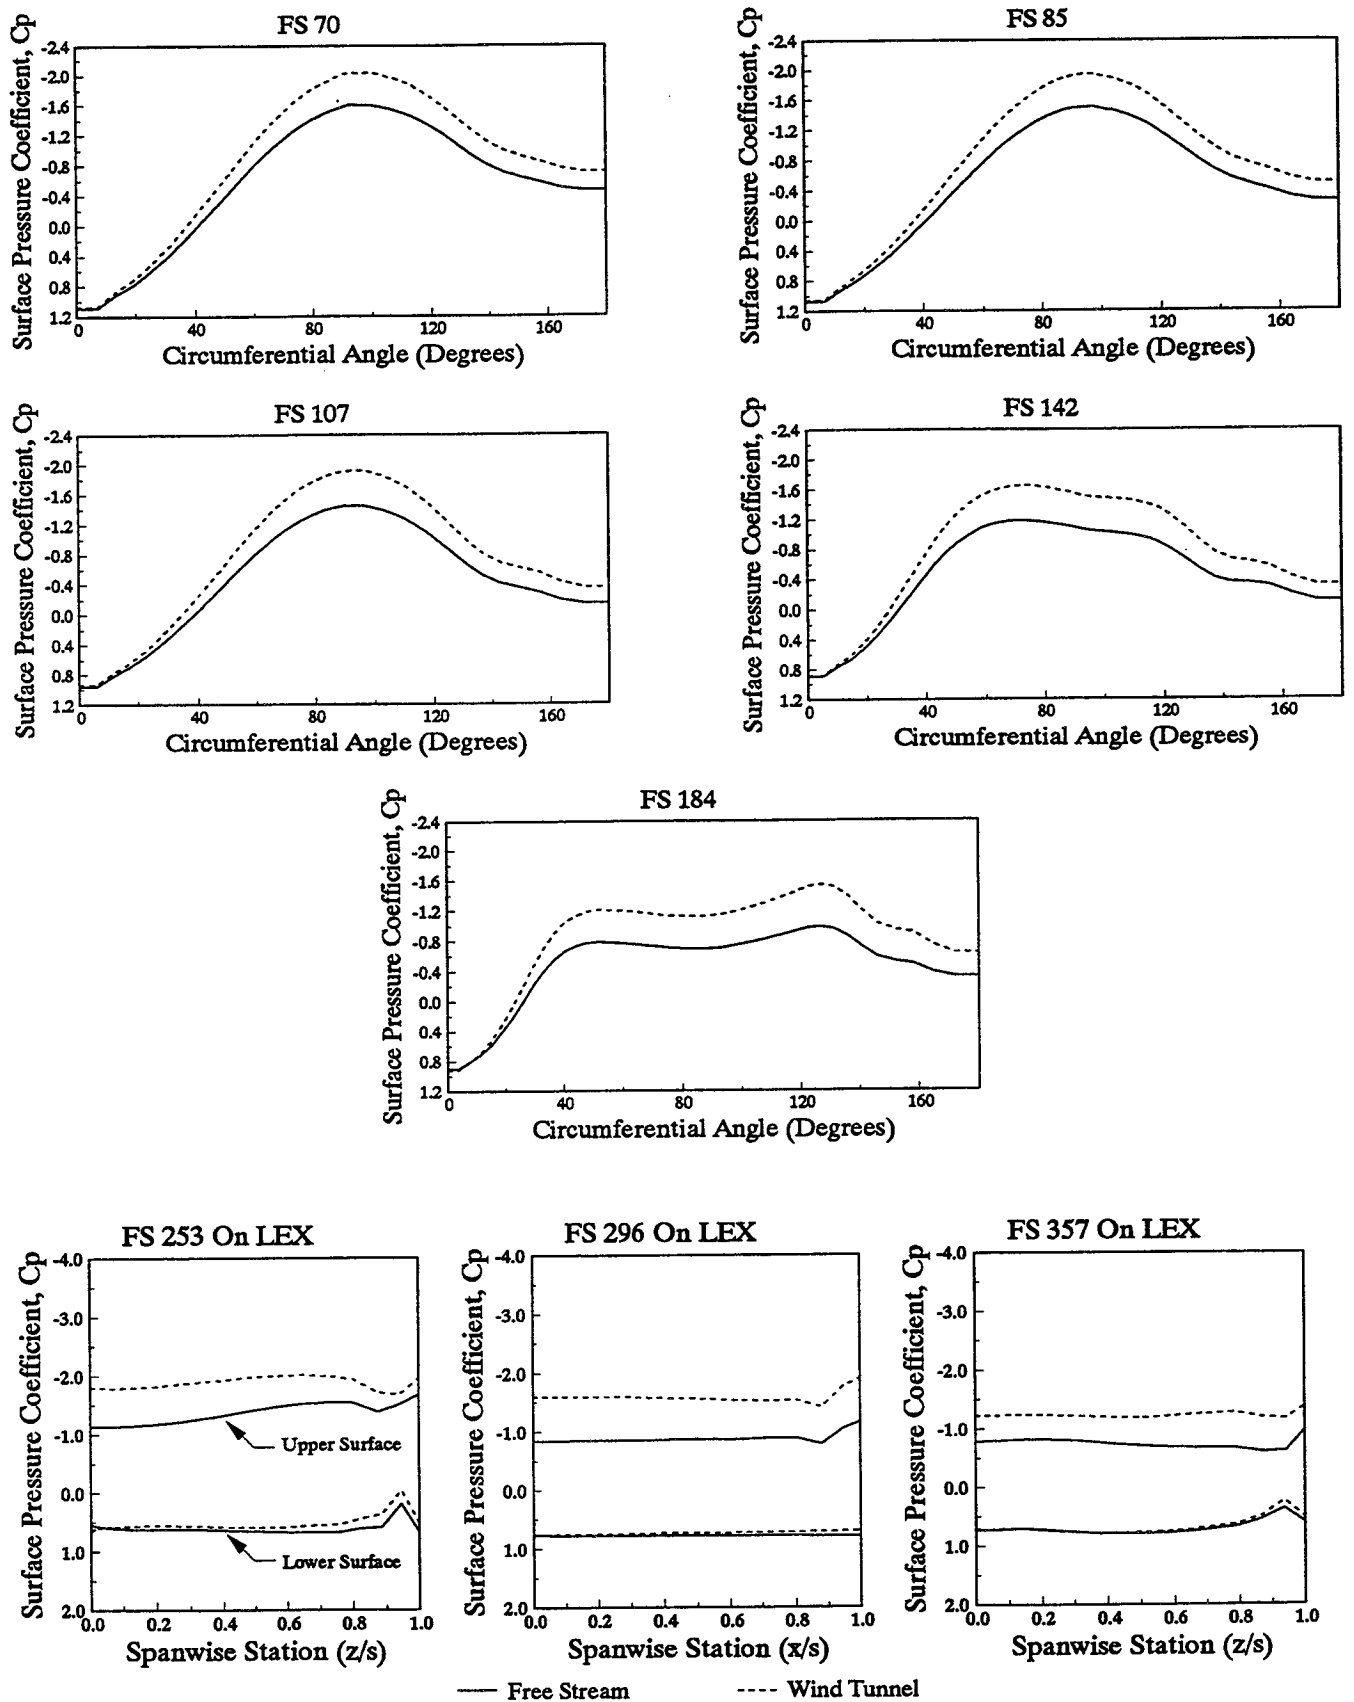 FS 70
Surface Pressure Coefficient, Cp
-2.4
-2.0
-1.6
-1.2
-0.8
-0.4
0.0
0.4
0.8
1.2
0 40 80 120 160
Circumferential Angle (Degrees)
FS 85
Surface Pressure Coefficient, Cp
-2.4
-2.0
-1.6
-1.2
-0.8
-0.4
0.0
0.4
0.8
1.2
0 40 80 120 160
Circumferential Angle (Degrees)
FS 107
Surface Pressure Coefficient, Cp
-2.4
-2.0
-1.6
-1.2
-0.8
-0.4
0.0
0.4
0.8
1.2
0 40 80 120 160
Circumferential Angle (Degrees)
FS 142
Surface Pressure Coefficient, Cp
-2.4
-2.0
-1.6
-1.2
-0.8
-0.4
0.0
0.4
0.8
1.2
0 40 80 120 160
Circumferential Angle (Degrees)
FS 184
Surface Pressure Coefficient, Cp
-2.4
-2.0
-1.6
-1.2
-0.8
-0.4
0.0
0.4
0.8
1.2
0 40 80 120 160
Circumferential Angle (Degrees)
FS 253 On LEX
Surface Pressure Coefficient, Cp
-4.0
-3.0
-2.0
-1.0
0.0
1.0
2.0
Upper Surface
Lower Surface
0.0 0.2 0.4 0.6 0.8 1.0
Spanwise Station (z/s)
FS 296 On LEX
Surface Pressure Coefficient, Cp
-4.0
-3.0
-2.0
-1.0
0.0
1.0
2.0
0.0 0.2 0.4 0.6 0.8 1.0
Spanwise Station (x/s)
FS 357 On LEX
Surface Pressure Coefficient, Cp
-4.0
-3.0
-2.0
-1.0
0.0
1.0
2.0
0.0 0.2 0.4 0.6 0.8 1.0
Spanwise Station (z/s)
Free Stream
Wind Tunnel